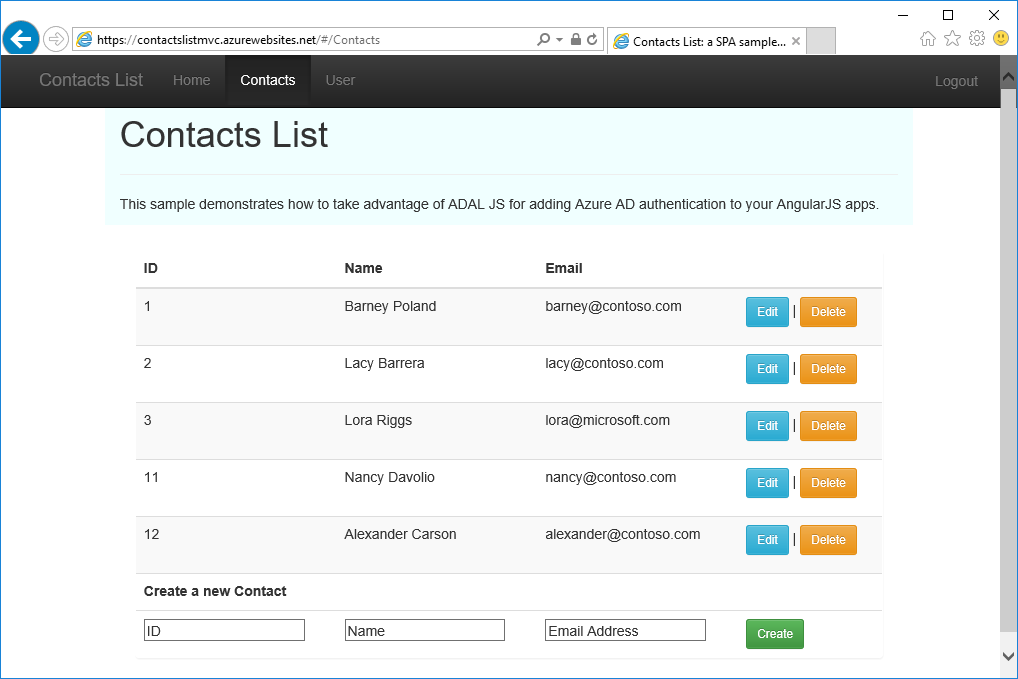 https://contactslistmvc.azurewebsites.net/#/Contacts
Contacts List: a SPA sample...
Contacts List Home Contacts User Logout
Contacts List
This sample demonstrates how to take advantage of ADAL JS for adding Azure AD authentication to your AngularJS apps.
ID Name Email
1 Barney Poland barney@contoso.com Edit | Delete
2 Lacy Barrera lacy@contoso.com Edit | Delete
3 Lora Riggs lora@microsoft.com Edit | Delete
11 Nancy Davolio nancy@contoso.com Edit | Delete
12 Alexander Carson alexander@contoso.com Edit | Delete
Create a new Contact
ID Name Email Address Create